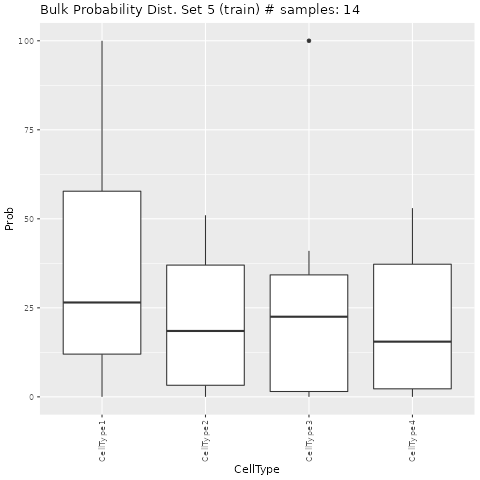 Bulk Probability Dist. Set 5 (train) # samples: 14
100
75
50
25
0
Prob
CellType1
CellType2
CellType3
CellType4
CellType